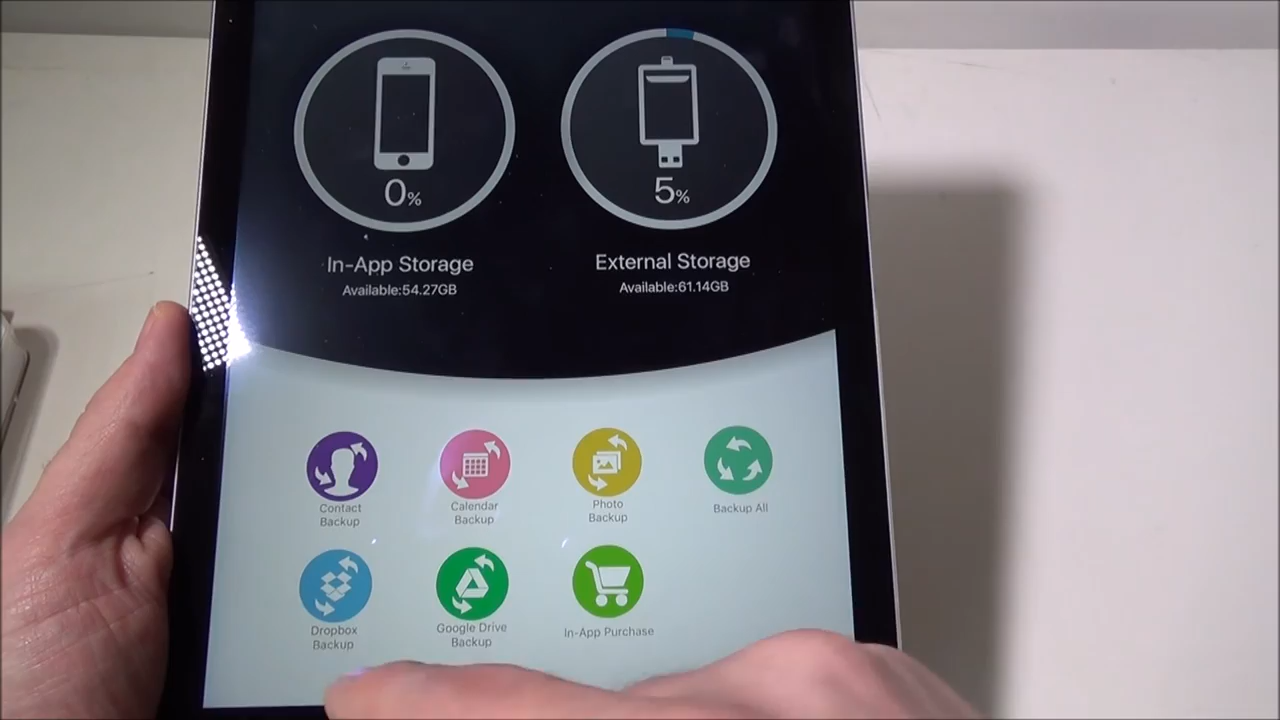 0%
5%
In-App Storage
External Storage
Available:54.27GB
Available:61.14GB
Contact
Backup
Calendar
Backup
Photo
Backup
Backup All
Dropbox
Backup
Google Drive
Backup
In-App Purchase